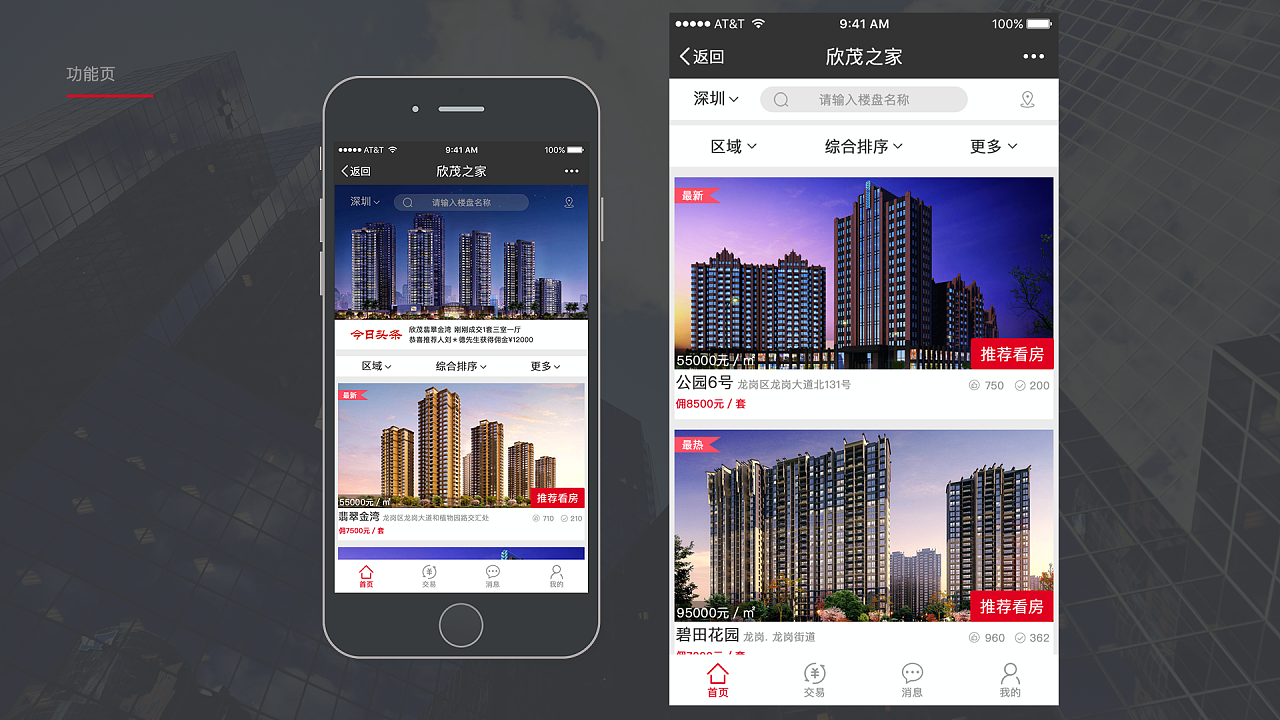 功能页
AT&T 9:41 AM 100%
返回 欣茂之家
深圳 请输入楼盘名称
今日头条
欣茂翡翠金湾 刚刚成交1套三室一厅
恭喜推荐人刘*德先生获得佣金¥12000
区域 综合排序 更多
最新
55000元 / ㎡ 推荐看房
翡翠金湾 龙岗区龙岗大道和植物园路交汇处 710 210
佣7500元 / 套
首页 交易 消息 我的
AT&T 9:41 AM 100%
返回 欣茂之家
深圳 请输入楼盘名称
区域 综合排序 更多
最新
55000元 / ㎡ 推荐看房
公园6号 龙岗区龙岗大道北131号 750 200
佣8500元 / 套
最热
95000元 / ㎡ 推荐看房
碧田花园 龙岗. 龙岗街道 960 362
首页 交易 消息 我的